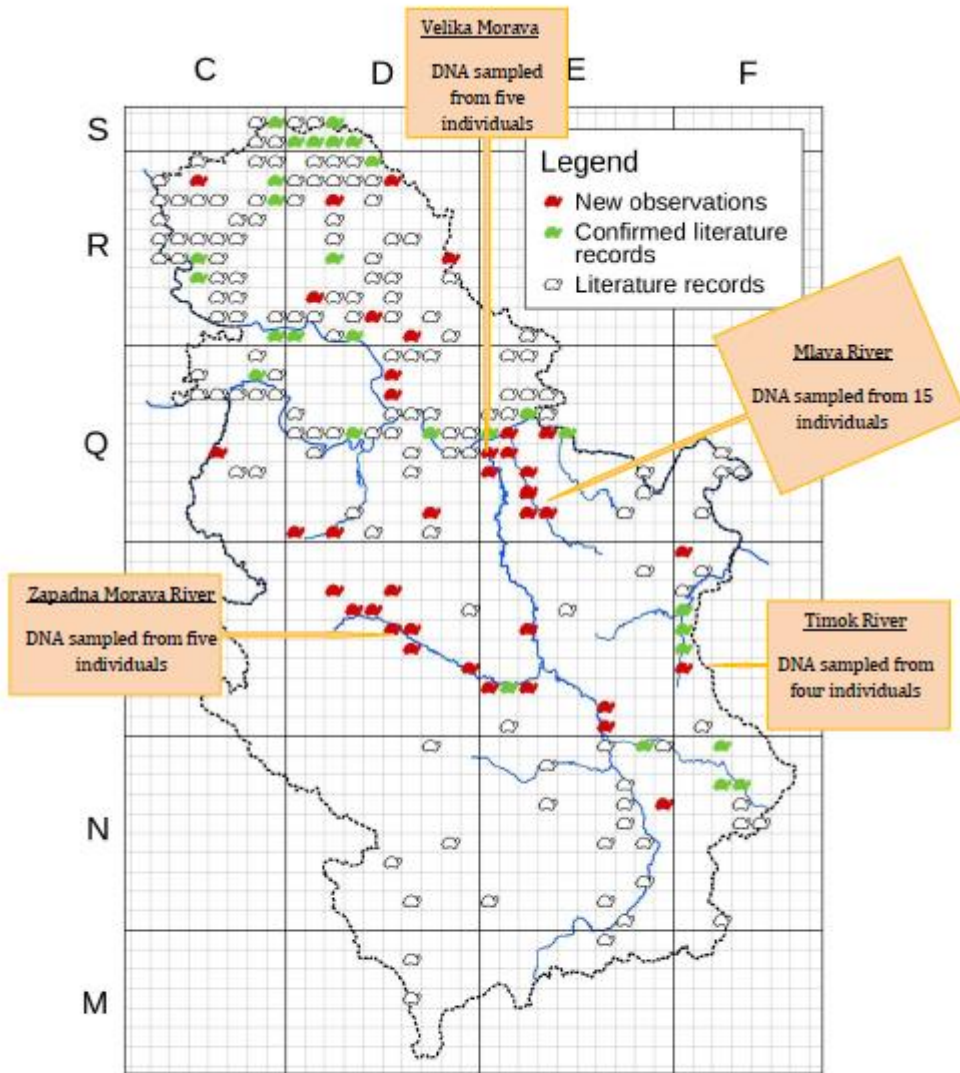 Velika Morava
DNA sampled
from five
individuals
C
D
E
F
S
R
Q
N
M
Legend
New observations
Confirmed literature
records
Literature records
Mlava River
DNA sampled from 15
individuals
Zapadna Morava River
DNA sampled from five
individuals
Timok River
DNA sampled from
four individuals